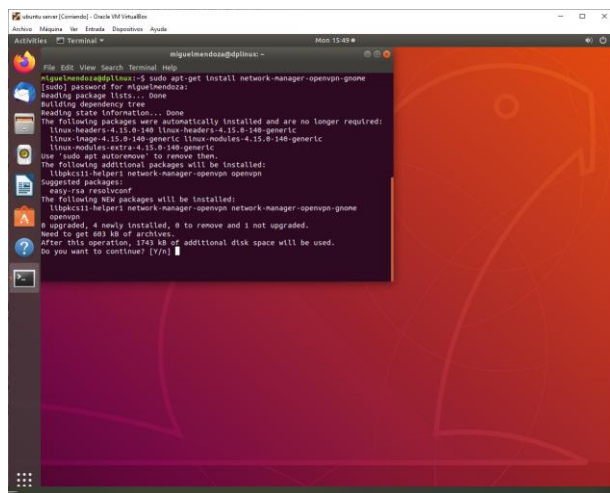 ubuntu server [Corriendo] - Oracle VM VirtualBox
Archivo Máquina Ver Entrada Dispositivos Ayuda
Activities Terminal Mon 15:49
miguelmendoza@dplinux: ~
File Edit View Search Terminal Help
miguelmendoza@dplinux:~$ sudo apt-get install network-manager-openvpn-gnome
[sudo] password for miguelmendoza:
Reading package lists... Done
Building dependency tree
Reading state information... Done
The following packages were automatically installed and are no longer required:
linux-headers-4.15.0-140 linux-headers-4.15.0-140-generic
linux-image-4.15.0-140-generic linux-modules-4.15.0-140-generic
linux-modules-extra-4.15.0-140-generic
Use 'sudo apt autoremove' to remove them.
The following additional packages will be installed:
libpkcs11-helper1 network-manager-openvpn openvpn
Suggested packages:
easy-rsa resolvconf
The following NEW packages will be installed:
libpkcs11-helper1 network-manager-openvpn network-manager-openvpn-gnome
openvpn
0 upgraded, 4 newly installed, 0 to remove and 1 not upgraded.
Need to get 603 kB of archives.
After this operation, 1743 kB of additional disk space will be used.
Do you want to continue? [Y/n]